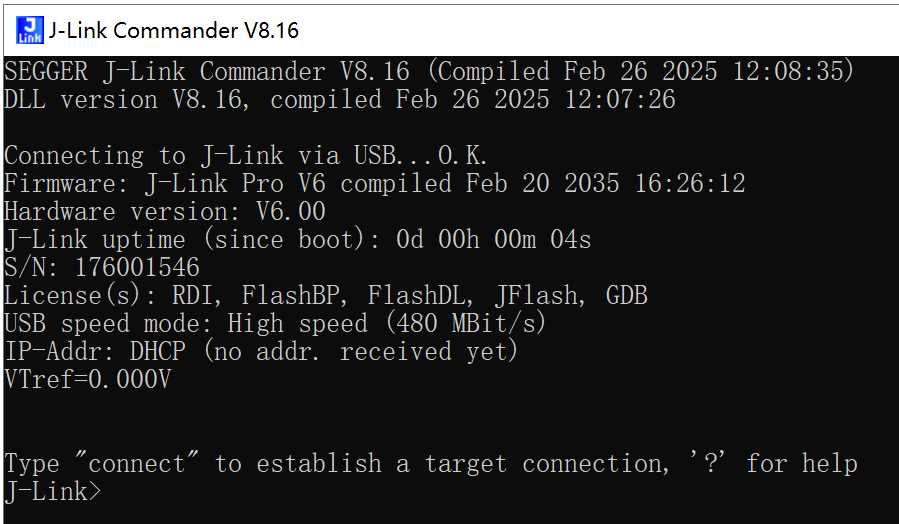 J-Link Commander V8.16
SEGGER J-Link Commander V8.16 (Compiled Feb 26 2025 12:08:35)
DLL version V8.16, compiled Feb 26 2025 12:07:26
Connecting to J-Link via USB...O.K.
Firmware: J-Link Pro V6 compiled Feb 20 2035 16:26:12
Hardware version: V6.00
J-Link uptime (since boot): 0d 00h 00m 04s
S/N: 176001546
License(s): RDI, FlashBP, FlashDL, JFlash, GDB
USB speed mode: High speed (480 MBit/s)
IP-Addr: DHCP (no addr. received yet)
VTref=0.000V
Type "connect" to establish a target connection, '?' for help
J-Link>